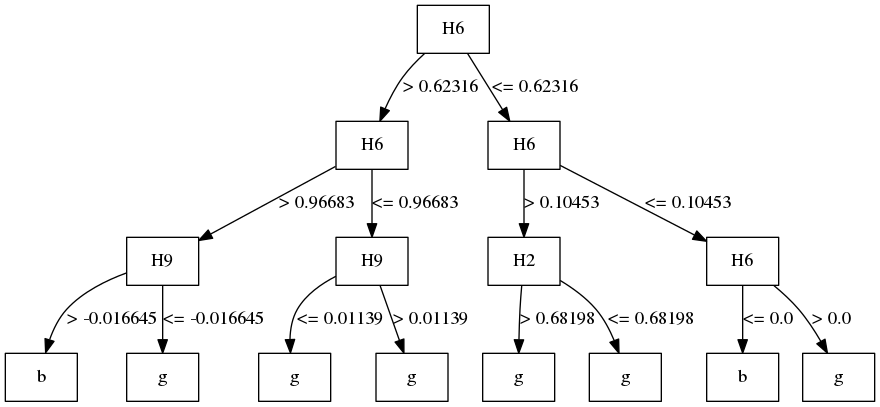 H6
> 0.62316 <= 0.62316
H6 H6
> 0.96683 <= 0.96683 > 0.10453 <= 0.10453
H9 H9 H2 H6
> -0.016645 <= -0.016645 <= 0.01139 > 0.01139 > 0.68198 <= 0.68198 <= 0.0 > 0.0
b g g g g g b g